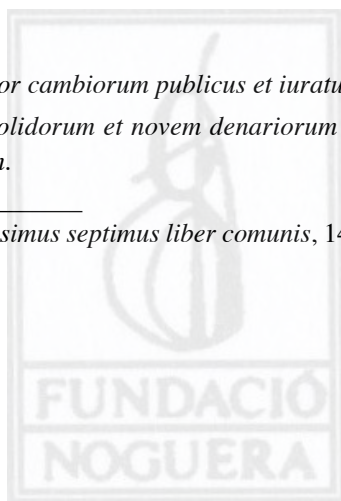 or cambiorum publicus et iuratu
olidorum et novem denariorum
simus septimus liber comunis, 14
FUNDACIÓ
NOGUERA